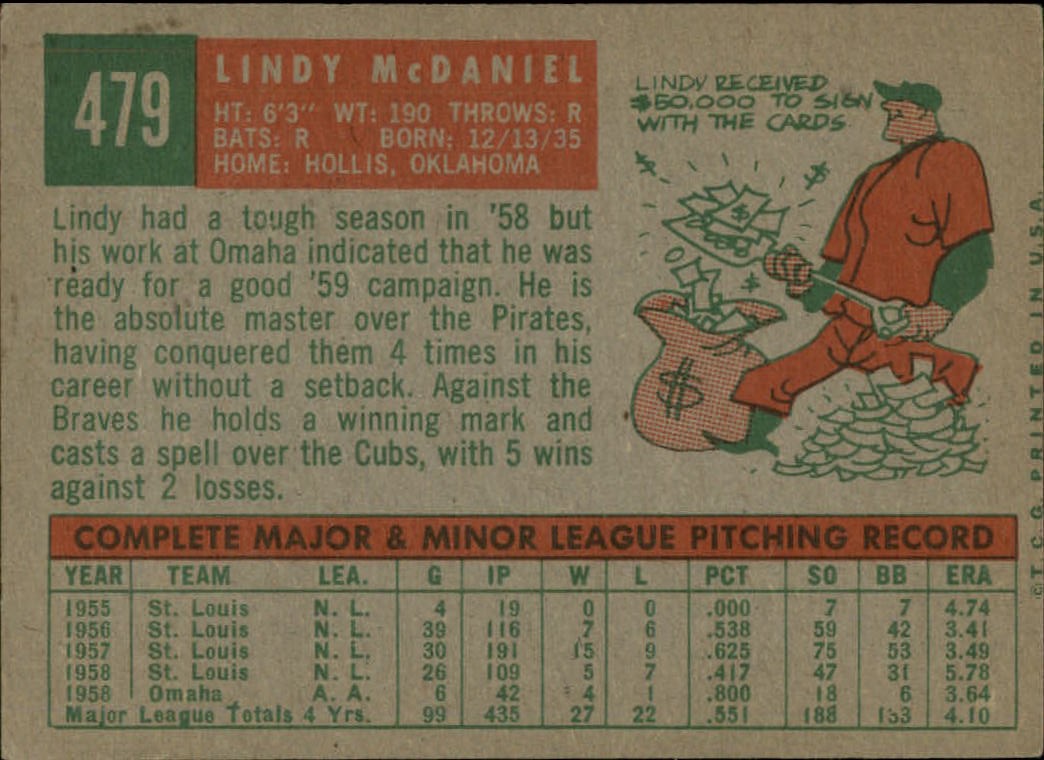 479
LINDY McDANIEL
HT: 6'3" WT: 190 THROWS: R
BATS: R BORN: 12/13/35
HOME: HOLLIS, OKLAHOMA
LINDY RECEIVED
$50,000 TO SIGN
WITH THE CARDS.
Lindy had a tough season in '58 but
his work at Omaha indicated that he was
ready for a good '59 campaign. He is
the absolute master over the Pirates,
having conquered them 4 times in his
career without a setback. Against the
Braves he holds a winning mark and
casts a spell over the Cubs, with 5 wins
against 2 losses.
$
COMPLETE MAJOR & MINOR LEAGUE PITCHING RECORD
YEAR TEAM LEA. G IP W L PCT SO BB ERA
1955 St. Louis N. L. 4 19 0 0 .000 7 7 4.74
1956 St. Louis N. L. 39 116 7 6 .538 59 42 3.41
1957 St. Louis N. L. 30 191 15 9 .625 75 53 3.49
1958 St. Louis N. L. 26 109 5 7 .417 47 31 5.78
1958 Omaha A. A. 6 42 4 1 .800 18 6 3.64
Major League Totals 4 Yrs. 99 435 27 22 .551 188 133 4.10
©T.C.G. PRINTED IN U.S.A.